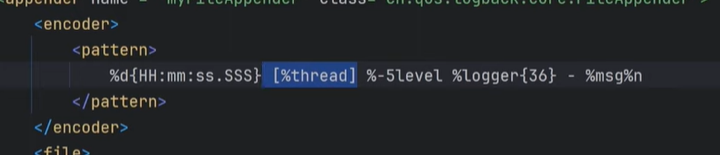 appender name = "myFileAppender" class="ch.qos.logback.core.FileAppender">
<encoder>
<pattern>
%d{HH:mm:ss.SSS} [%thread] %-5level %logger{36} - %msg%n
</pattern>
</encoder>
<file>